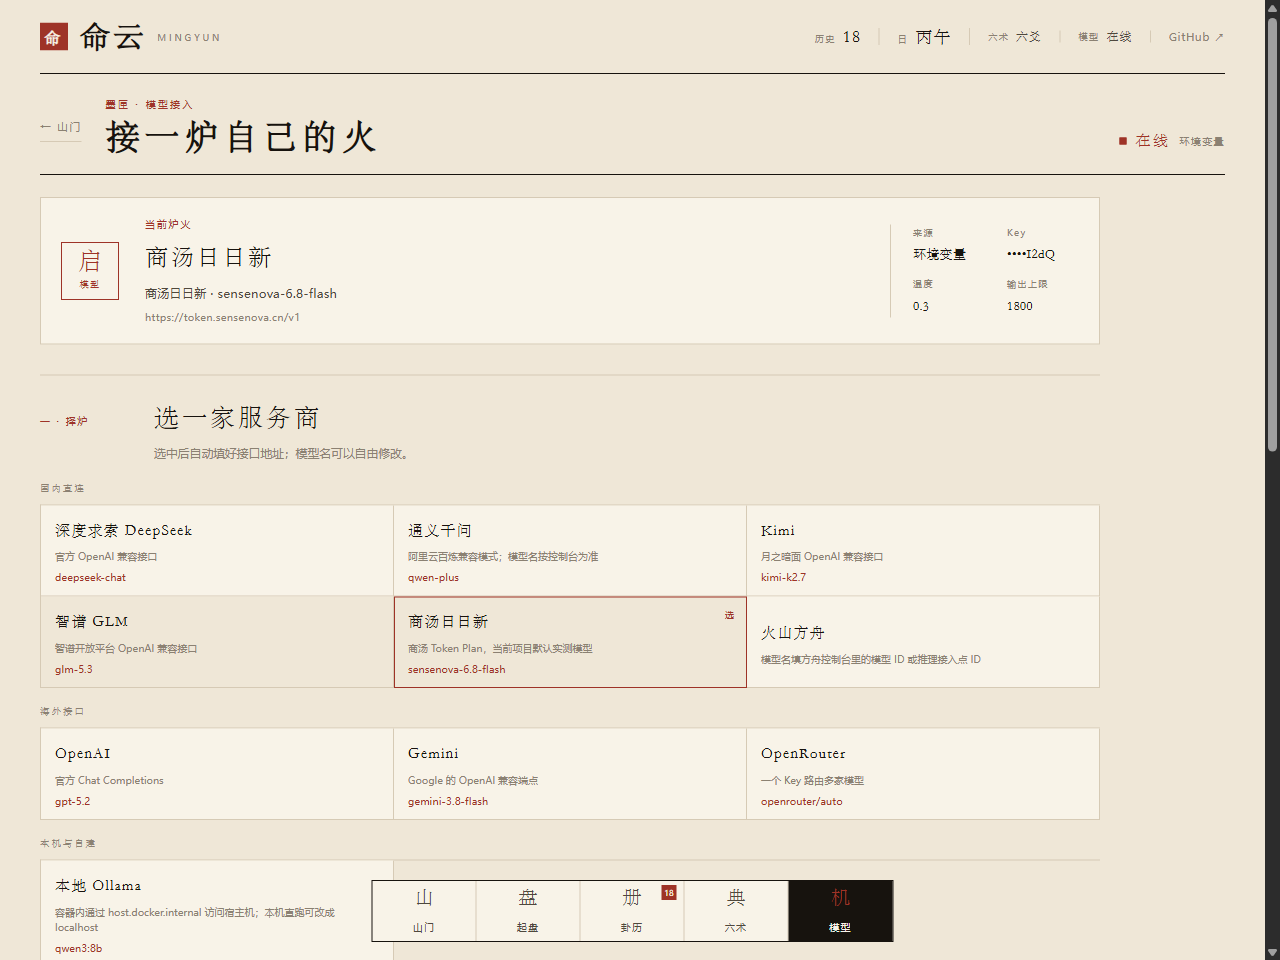 命 命云 MINGYUN
历史 18 日 丙午 六术 六爻 模型 在线 GitHub ↗
← 山门
墨匣 · 模型接入
接一炉自己的火
在线 环境变量
启
模型
当前炉火
商汤日日新
商汤日日新 · sensenova-6.8-flash
https://token.sensenova.cn/v1
来源 Key
环境变量 ••••I2dQ
温度 输出上限
0.3 1800
一 · 择炉
选一家服务商
选中后自动填好接口地址；模型名可以自由修改。
国内直连
深度求索 DeepSeek
官方 OpenAI 兼容接口
deepseek-chat
通义千问
阿里云百炼兼容模式；模型名按控制台为准
qwen-plus
Kimi
月之暗面 OpenAI 兼容接口
kimi-k2.7
智谱 GLM
智谱开放平台 OpenAI 兼容接口
glm-5.3
商汤日日新
选
商汤 Token Plan，当前项目默认实测模型
sensenova-6.8-flash
火山方舟
模型名填方舟控制台里的模型 ID 或推理接入点 ID
海外接口
OpenAI
官方 Chat Completions
gpt-5.2
Gemini
Google 的 OpenAI 兼容端点
gemini-3.8-flash
OpenRouter
一个 Key 路由多家模型
openrouter/auto
本机与自建
本地 Ollama
容器内通过 host.docker.internal 访问宿主机；本机直跑可改成
localhost
qwen3:8b
山
山门
盘
起盘
册
18
卦历
典
六术
机
模型